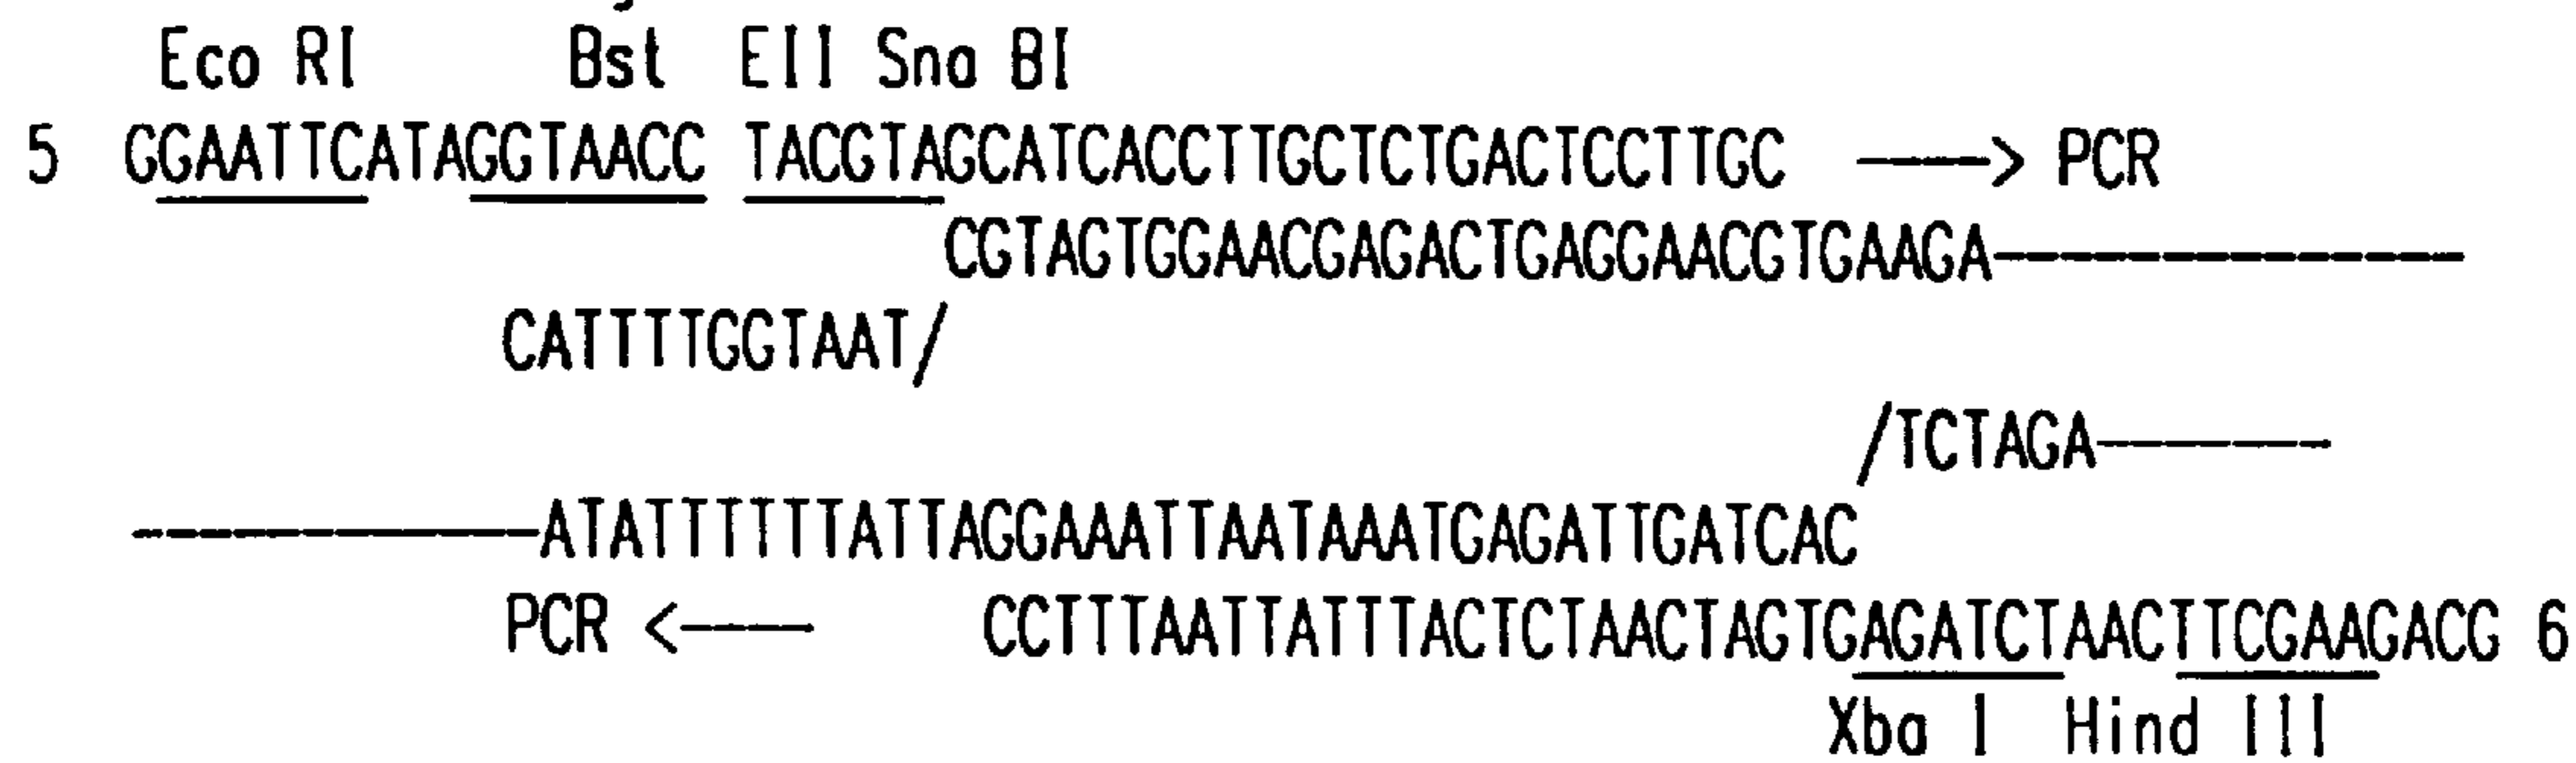 Eco RI Bst EII Sna BI
5 GGAATTCATAGGTAACC TACGTAGCATCACCTTGCTCTGACTCCTTGC ——> PCR
CGTAGTGGAACGAGACTGAGGAACGTGAAGA--------------
CATTTTGGTAAT/
/TCTAGA-------
------------ATATTTTTTATTAGGAAATTAATAAATGAGATTGATCAC
PCR <—— CCTTTAATTATTTACTCTAACTAGTGAGATCTAACTTCGAAGACG 6
Xba I Hind III